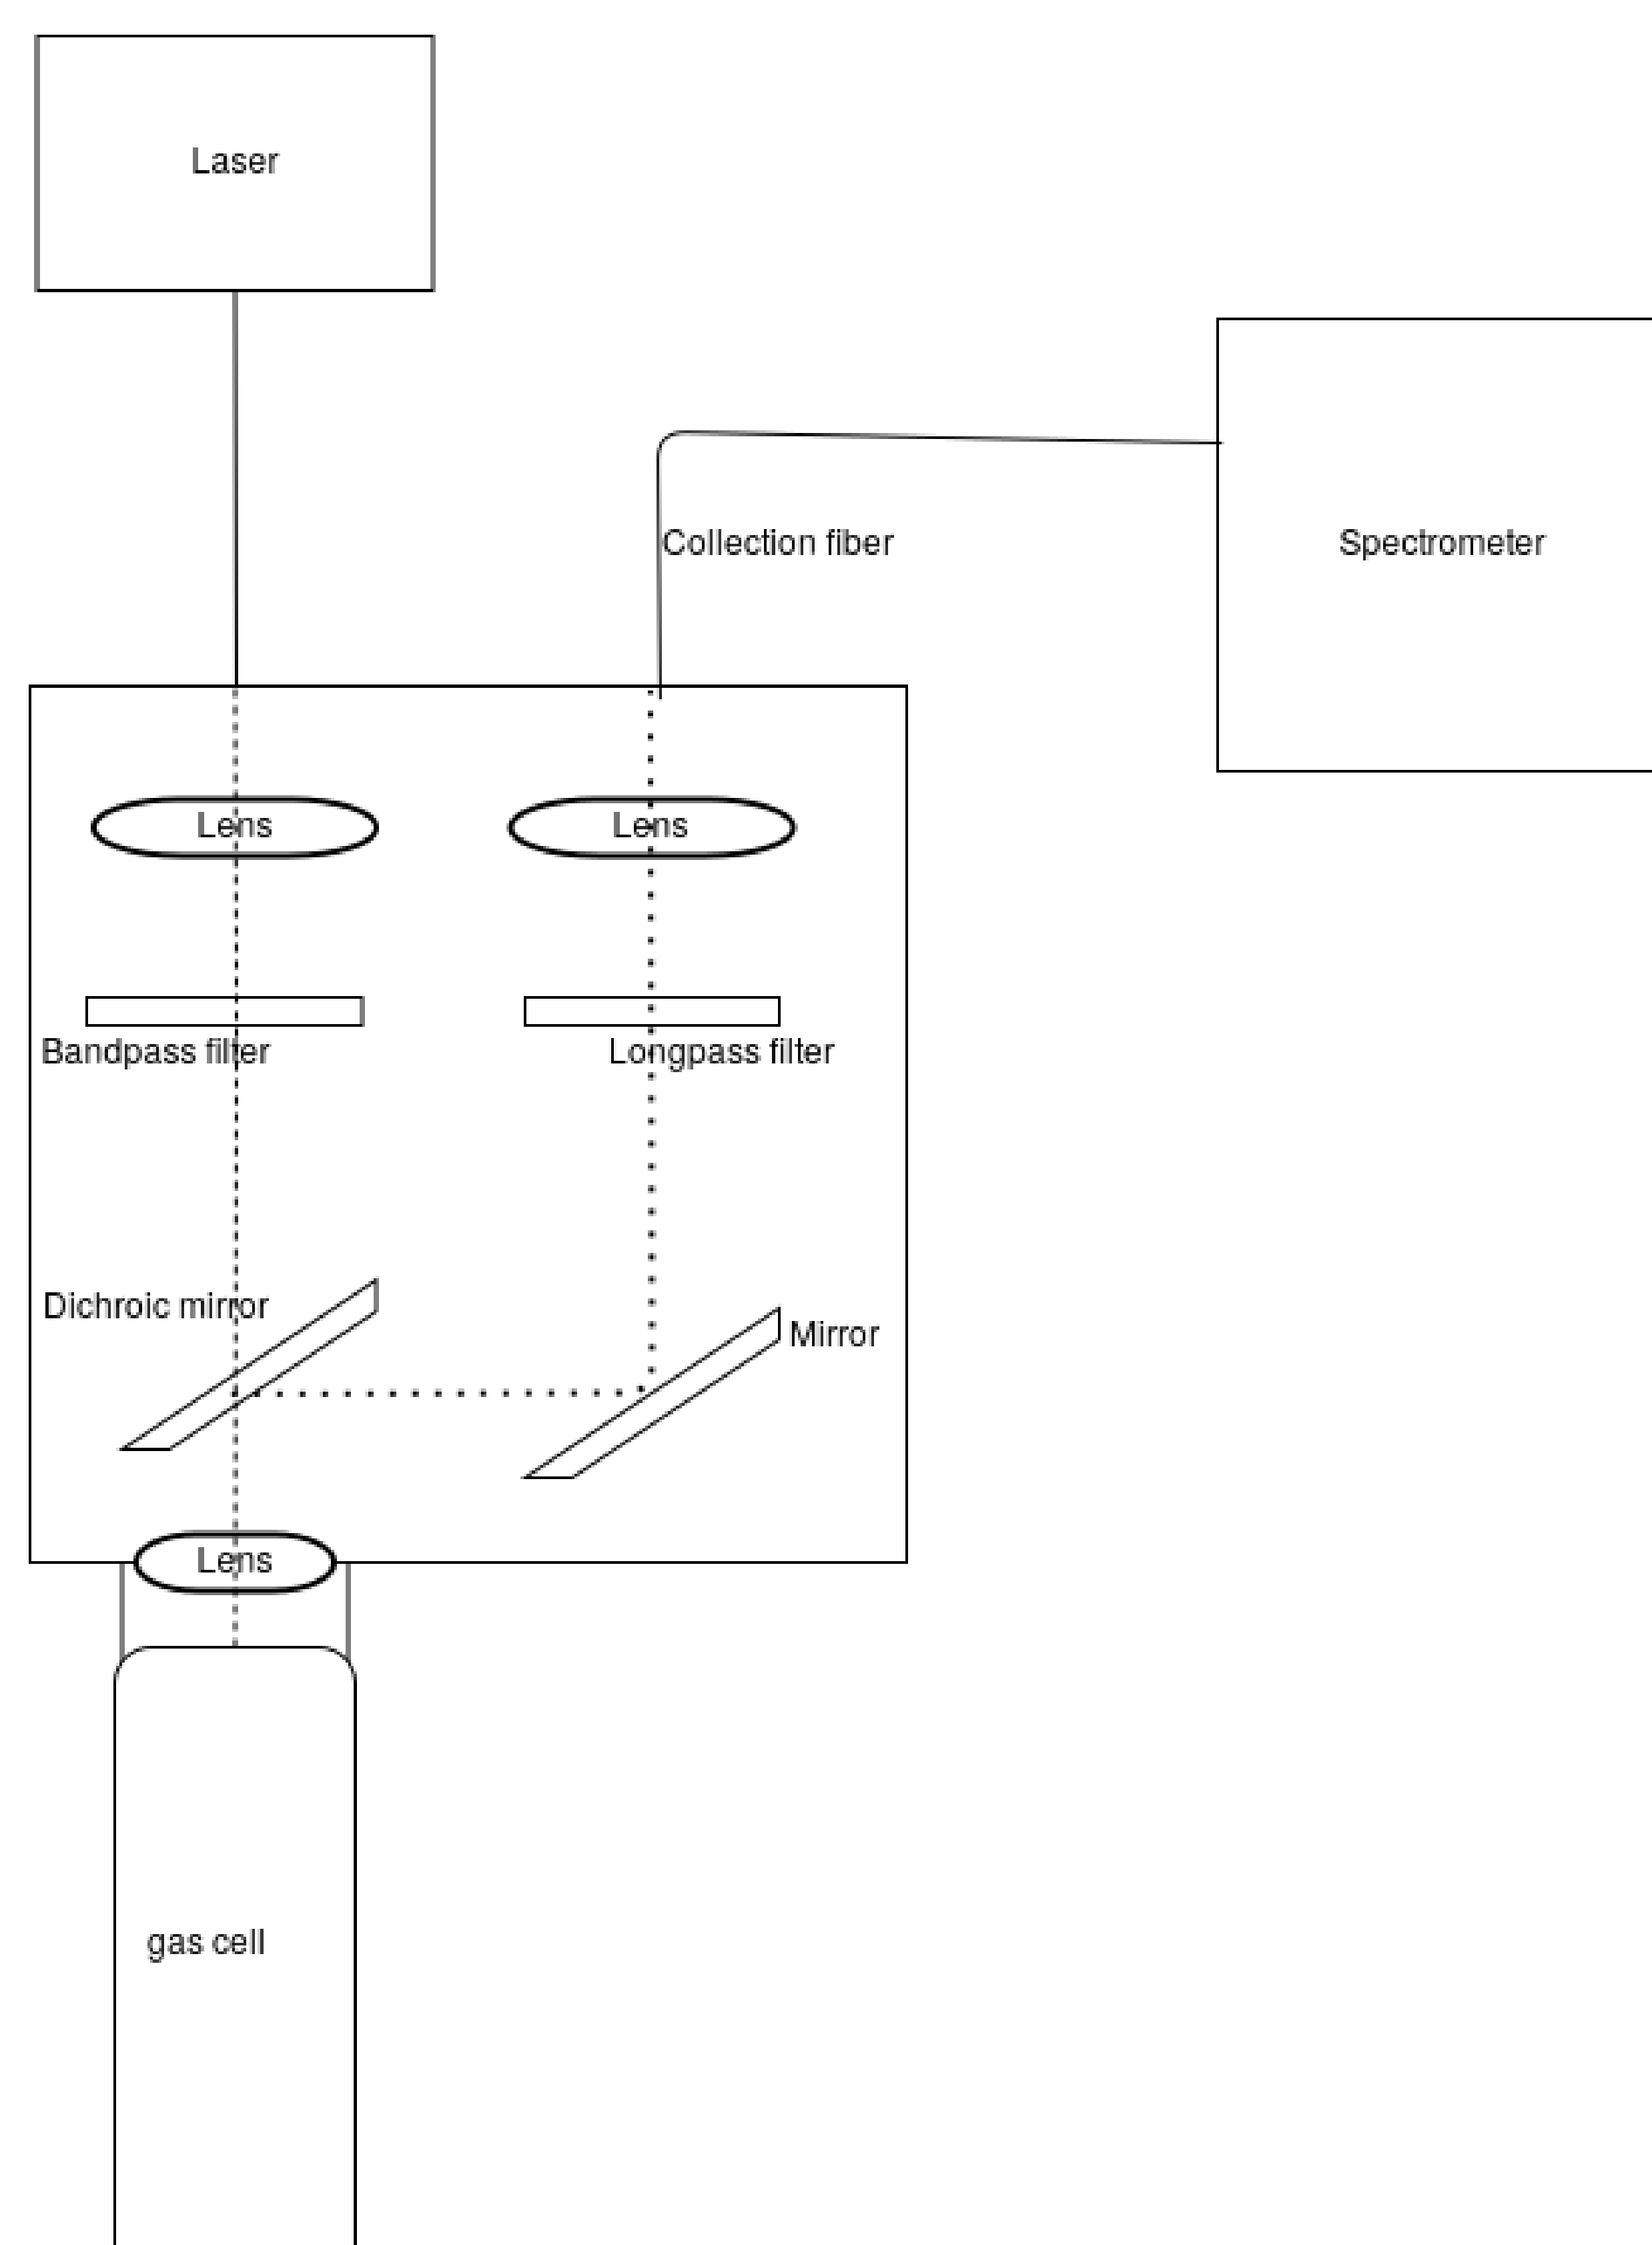 Laser
Collection fiber
Spectrometer
Lens
Lens
Bandpass filter
Longpass filter
Dichroic mirror
Mirror
Lens
gas cell